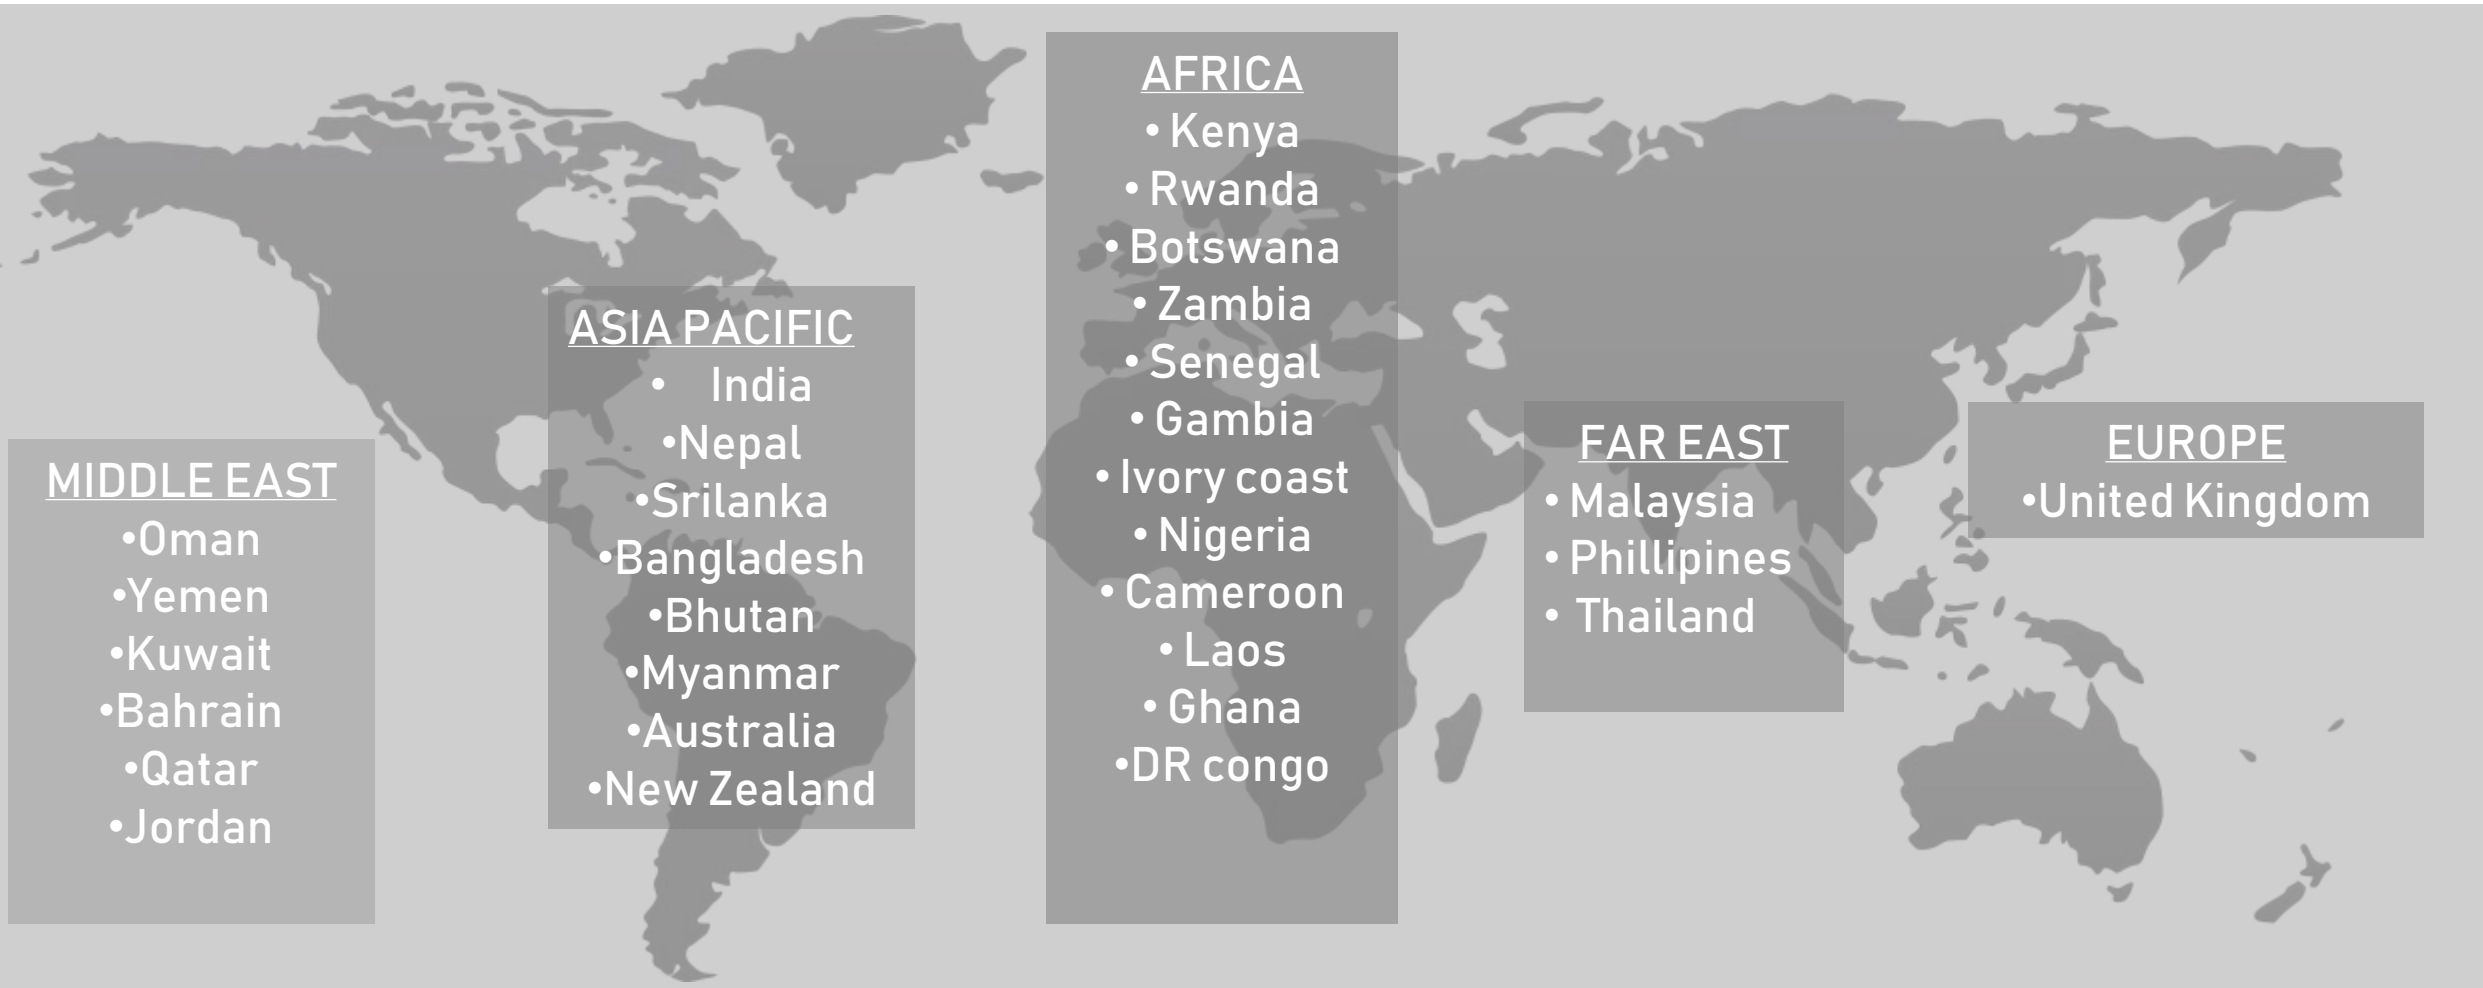 MIDDLE EAST
•Oman
•Yemen
•Kuwait
•Bahrain
•Qatar
•Jordan
ASIA PACIFIC
• India
•Nepal
•Srilanka
•Bangladesh
•Bhutan
•Myanmar
•Australia
•New Zealand
AFRICA
• Kenya
• Rwanda
• Botswana
• Zambia
• Senegal
• Gambia
• Ivory coast
• Nigeria
• Cameroon
• Laos
• Ghana
•DR congo
FAR EAST
• Malaysia
• Phillipines
• Thailand
EUROPE
•United Kingdom